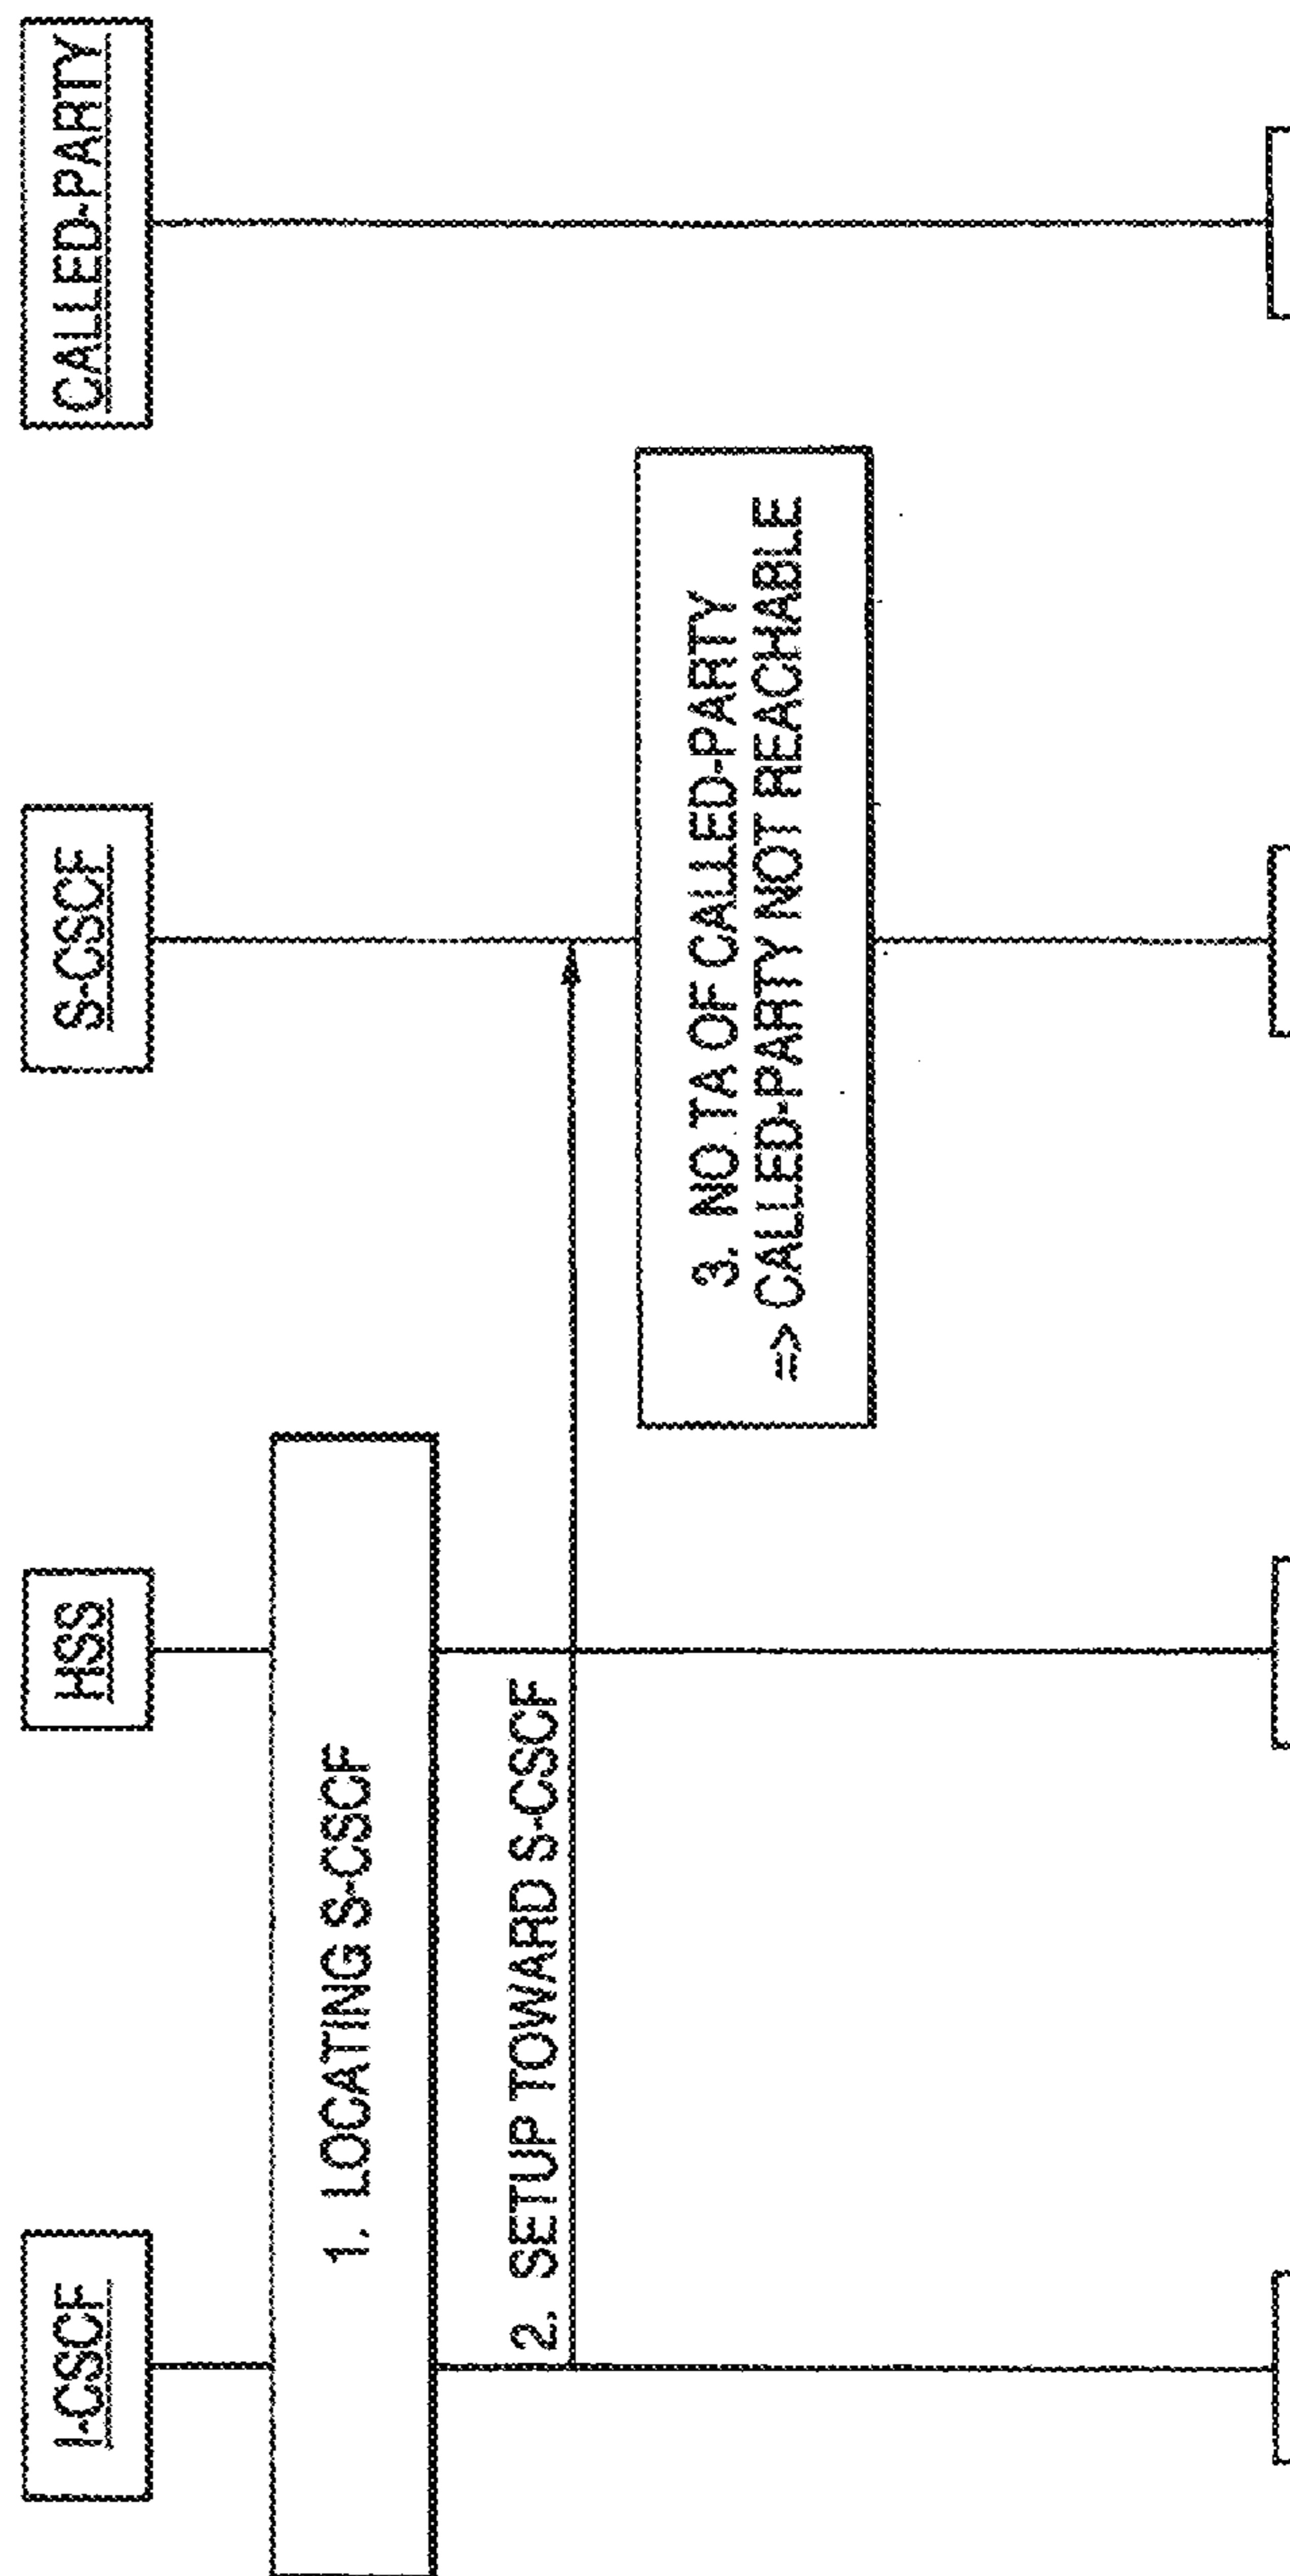 I-CSCF
HSS
S-CSCF
CALLED-PARTY
1. LOCATING S-CSCF
2. SETUP TOWARD S-CSCF
3. NO TA OF CALLED-PARTY
=> CALLED-PARTY NOT REACHABLE